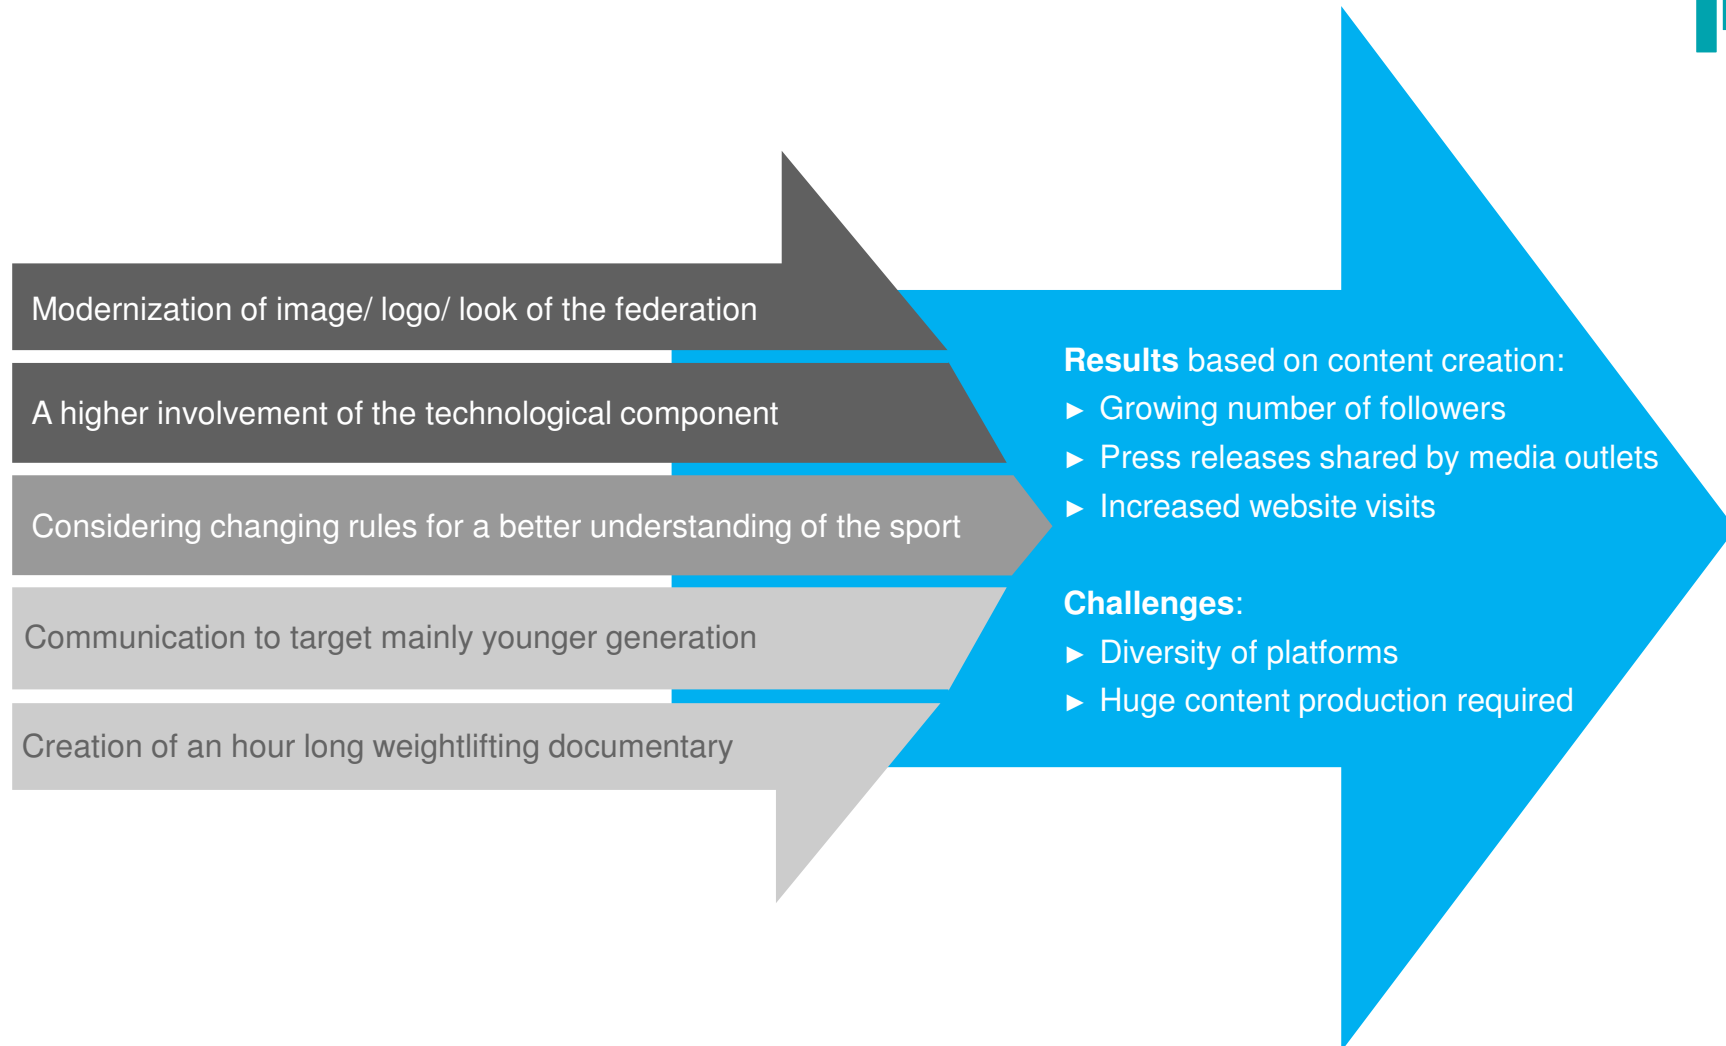 Modernization of image/ logo/ look of the federation
A higher involvement of the technological component
Considering changing rules for a better understanding of the sport
Communication to target mainly younger generation
Creation of an hour long weightlifting documentary
Results based on content creation:
► Growing number of followers
► Press releases shared by media outlets
► Increased website visits
Challenges:
► Diversity of platforms
► Huge content production required